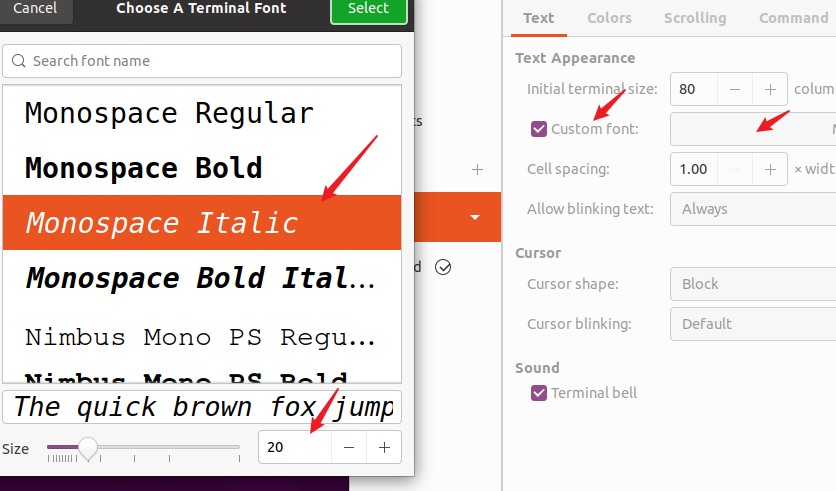 Cancel
Choose A Terminal Font
Select
Search font name
Monospace Regular
Monospace Bold
Monospace Italic
Monospace Bold Ital...
Nimbus Mono PS Regu...
Nimbus Mono PS Bold
The quick brown fox jump
Size
20
Text
Colors
Scrolling
Command
Text Appearance
Initial terminal size:
80
colum
Custom font:
Cell spacing:
1.00
× widt
Allow blinking text:
Always
Cursor
Cursor shape:
Block
Cursor blinking:
Default
Sound
Terminal bell